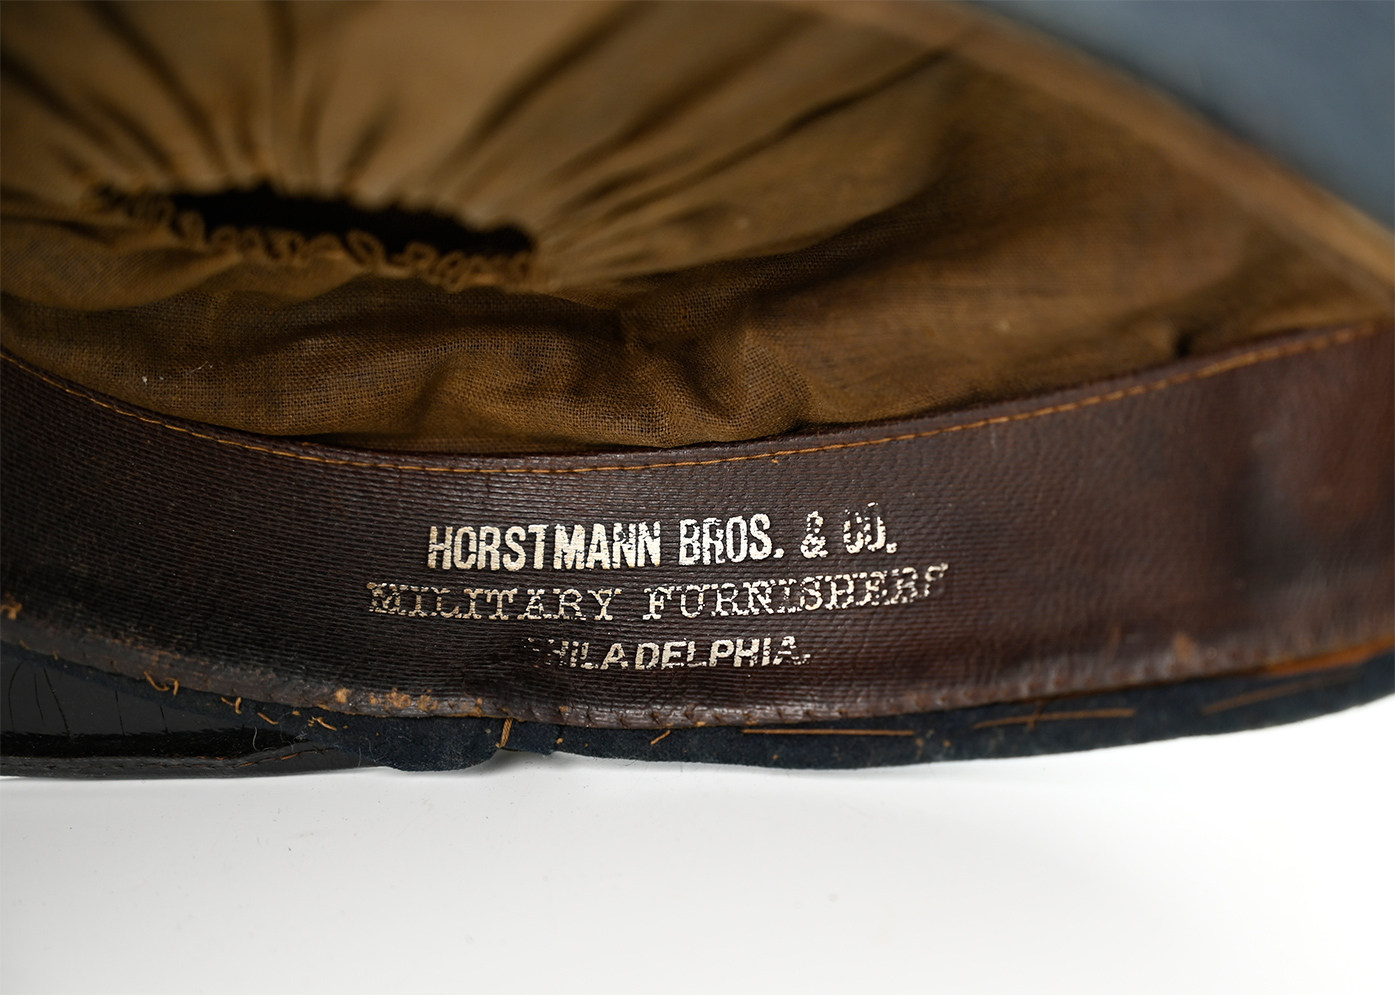 HORSTMANN BROS. & CO.
MILITARY FURNISHERS
PHILADELPHIA.